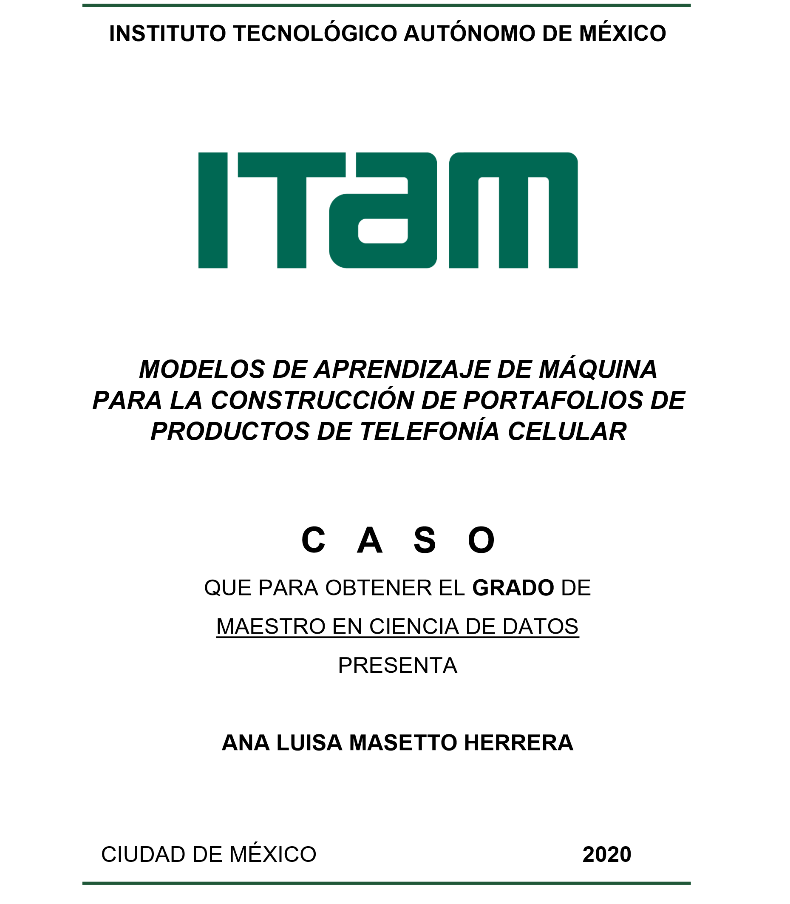 INSTITUTO TECNOLÓGICO AUTÓNOMO DE MÉXICO
ITAM
MODELOS DE APRENDIZAJE DE MÁQUINA
PARA LA CONSTRUCCIÓN DE PORTAFOLIOS DE
PRODUCTOS DE TELEFONÍA CELULAR
C A S O
QUE PARA OBTENER EL GRADO DE
MAESTRO EN CIENCIA DE DATOS
PRESENTA
ANA LUISA MASETTO HERRERA
CIUDAD DE MÉXICO 2020